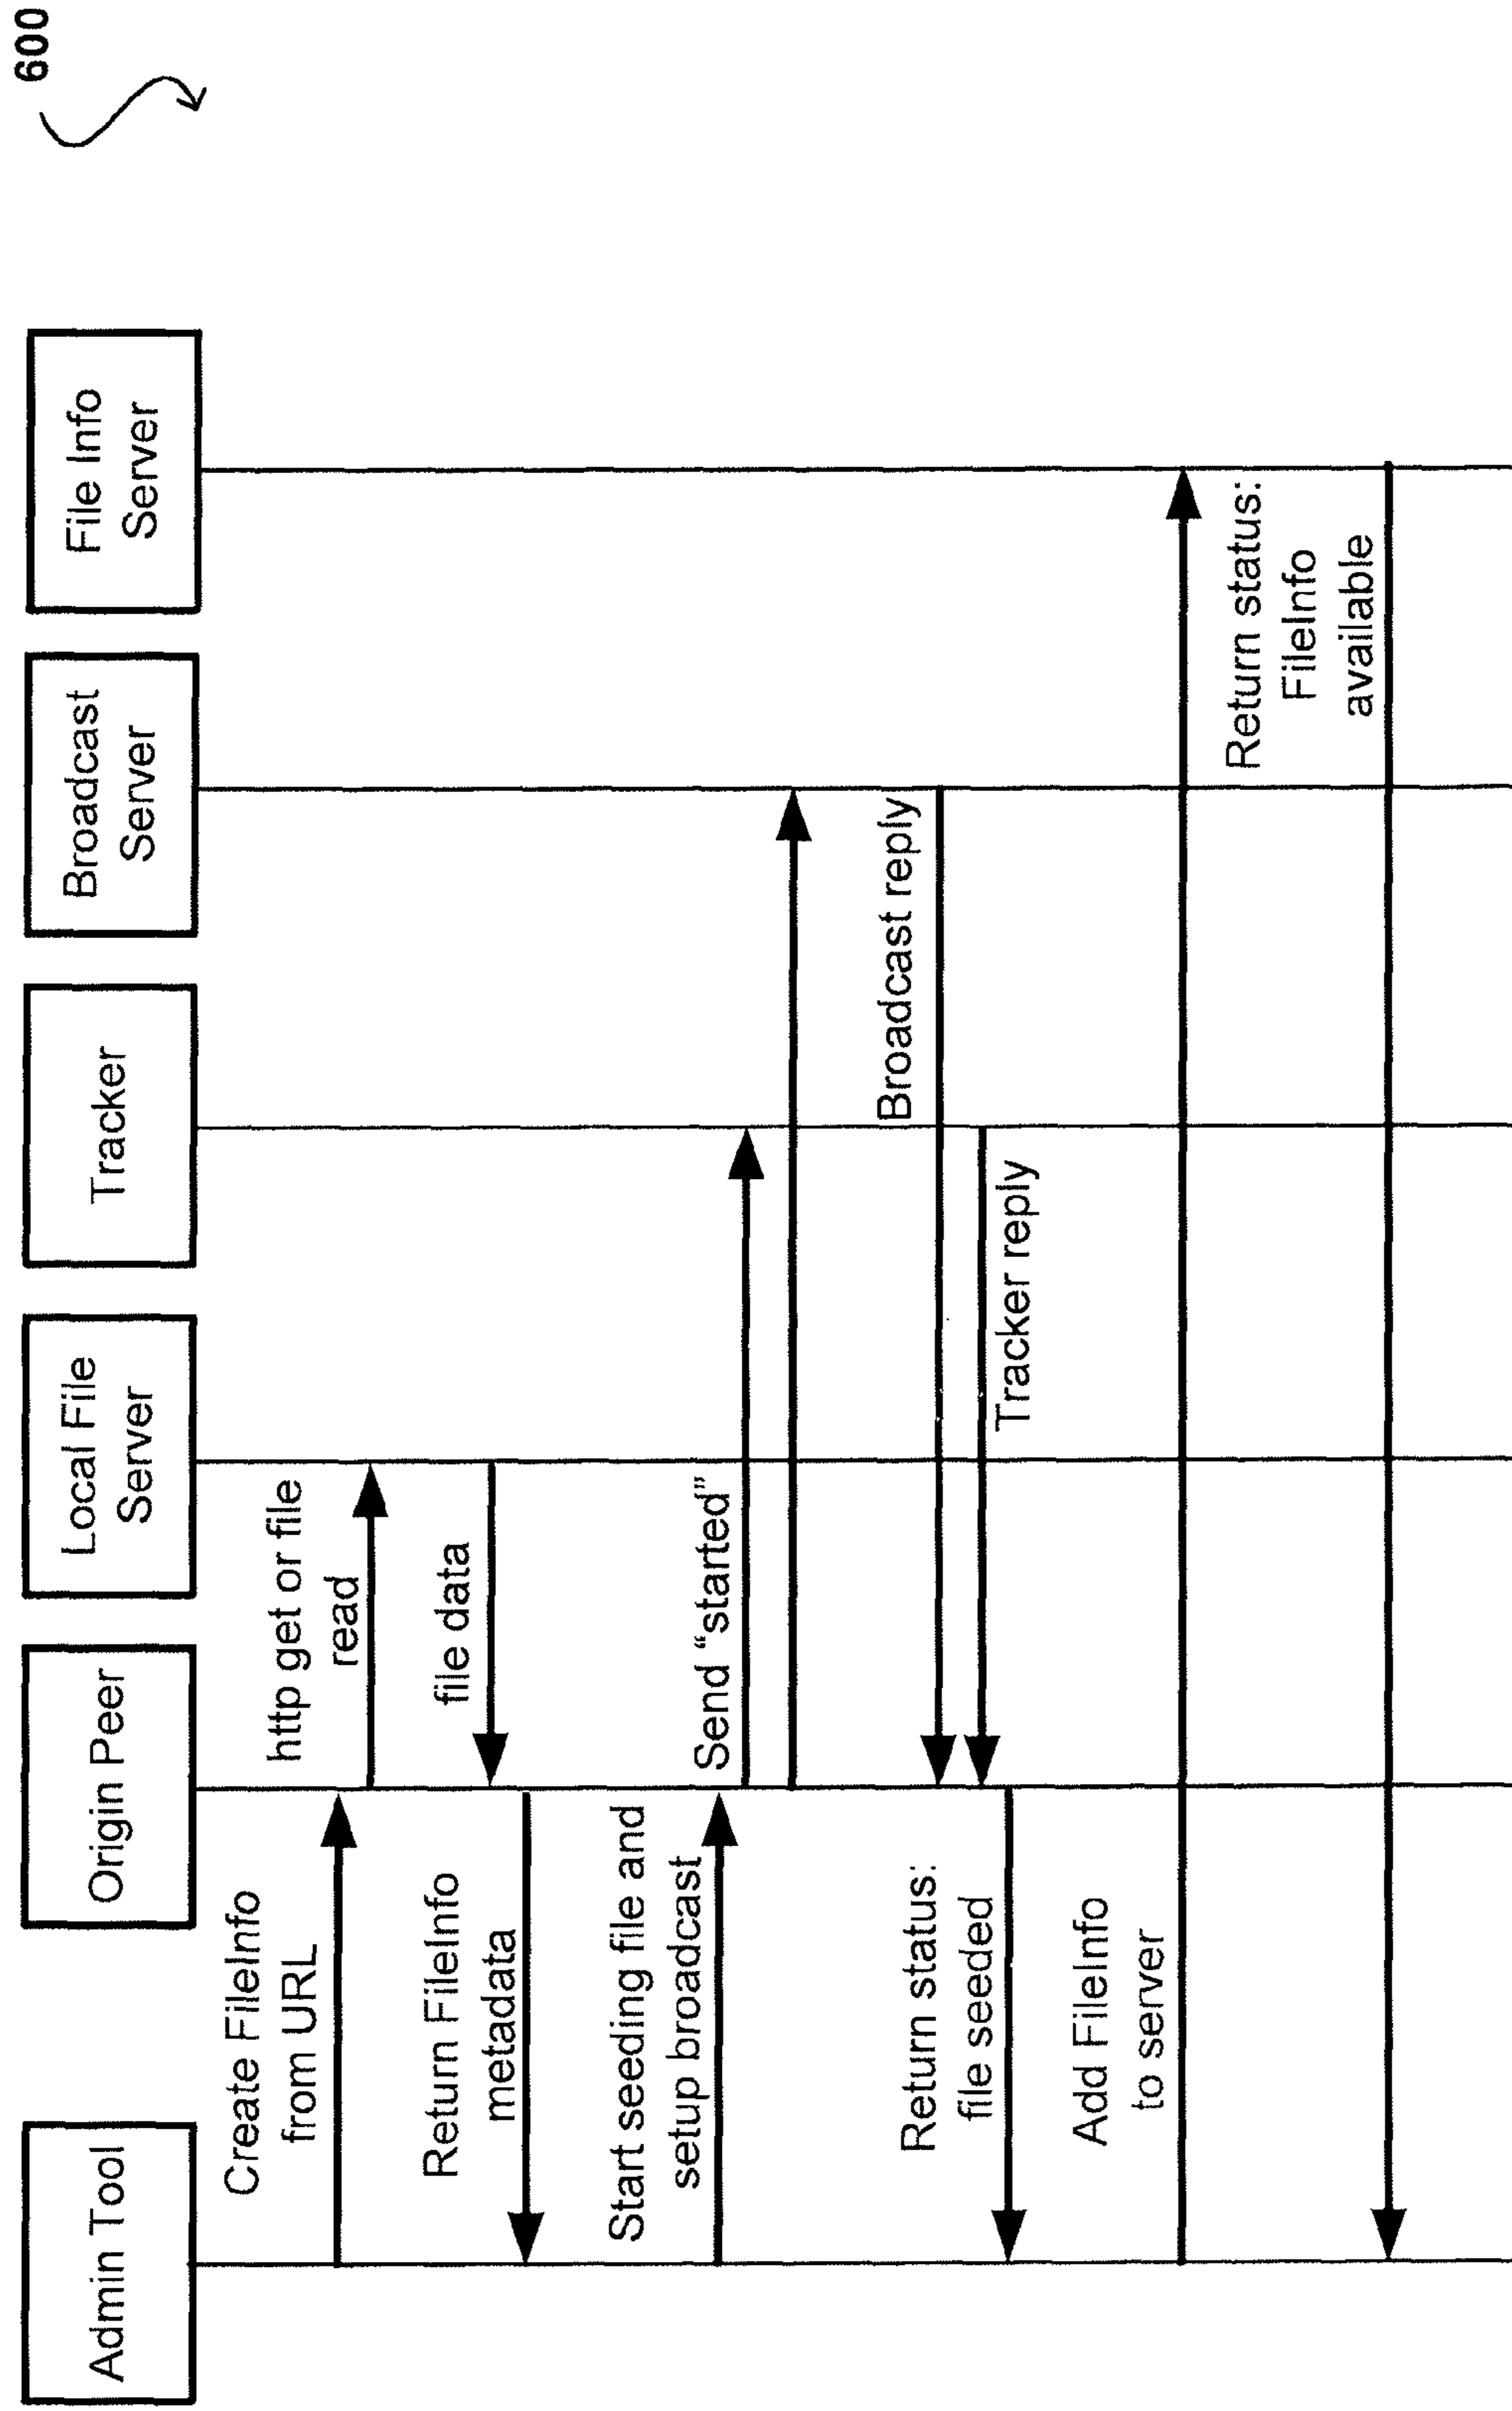 600
Admin Tool
Origin Peer
Local File
Server
Tracker
Broadcast
Server
File Info
Server
Create FileInfo
from URL
http get or file
read
file data
Return FileInfo
metadata
Start seeding file and
setup broadcast
Send “started”
Broadcast reply
Tracker reply
Return status:
file seeded
Add FileInfo
to server
Return status:
FileInfo
available